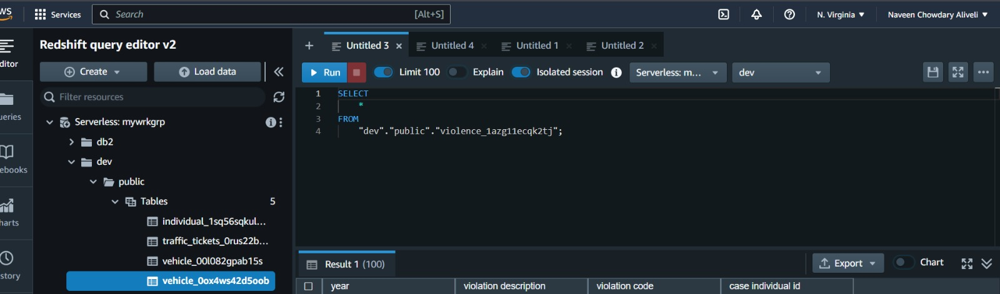 Services
Search [Alt+S]
N. Virginia
Naveen Chowdary Aliveli
Redshift query editor v2
Create
Load data
Filter resources
Serverless: mywrkgrp
db2
dev
public
Tables 5
individual_1sq56sqkul...
traffic_tickets_0rus22b...
vehicle_00l082gpab15s
vehicle_0ox4ws42d5oob
ditor
ueries
ebooks
harts
story
Untitled 3
Untitled 4
Untitled 1
Untitled 2
Run
Limit 100
Explain
Isolated session
Serverless: m...
dev
1 SELECT
2 *
3 FROM
4 "dev"."public"."violence_1azg11ecqk2tj";
Result 1 (100)
Export
Chart
year
violation description
violation code
case individual id